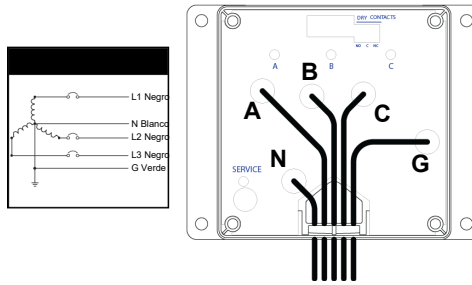 L1 Negro
N Blanco
L2 Negro
L3 Negro
G Verde
DRY CONTACTS
NO C NC
A B C
A
B
C
N
G
SERVICE